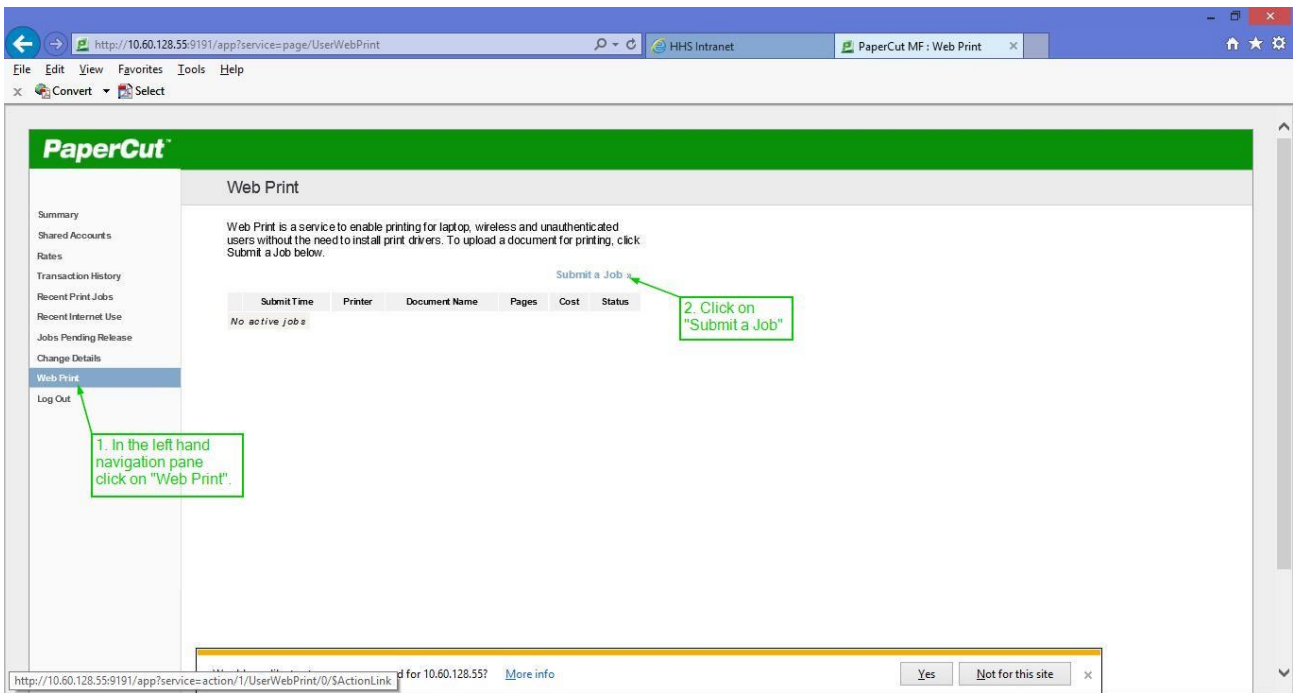 http://10.60.128.55:9191/app?service=page/UserWebPrint
HHS Intranet
PaperCut MF : Web Print
File Edit View Favorites Tools Help
x Convert Select
PaperCut™
Web Print
Summary
Shared Accounts
Rates
Transaction History
Recent Print Jobs
Recent Internet Use
Jobs Pending Release
Change Details
Web Print
Log Out
Web Print is a service to enable printing for laptop, wireless and unauthenticated
users without the need to install print drivers. To upload a document for printing, click
Submit a Job below.
Submit a Job »
Submit Time Printer Document Name Pages Cost Status
No active jobs
2. Click on
"Submit a Job"
1. In the left hand
navigation pane
click on "Web Print".
d for 10.60.128.55? More info
Yes Not for this site x
http://10.60.128.55:9191/app?service=action/1/UserWebPrint/0/$ActionLink